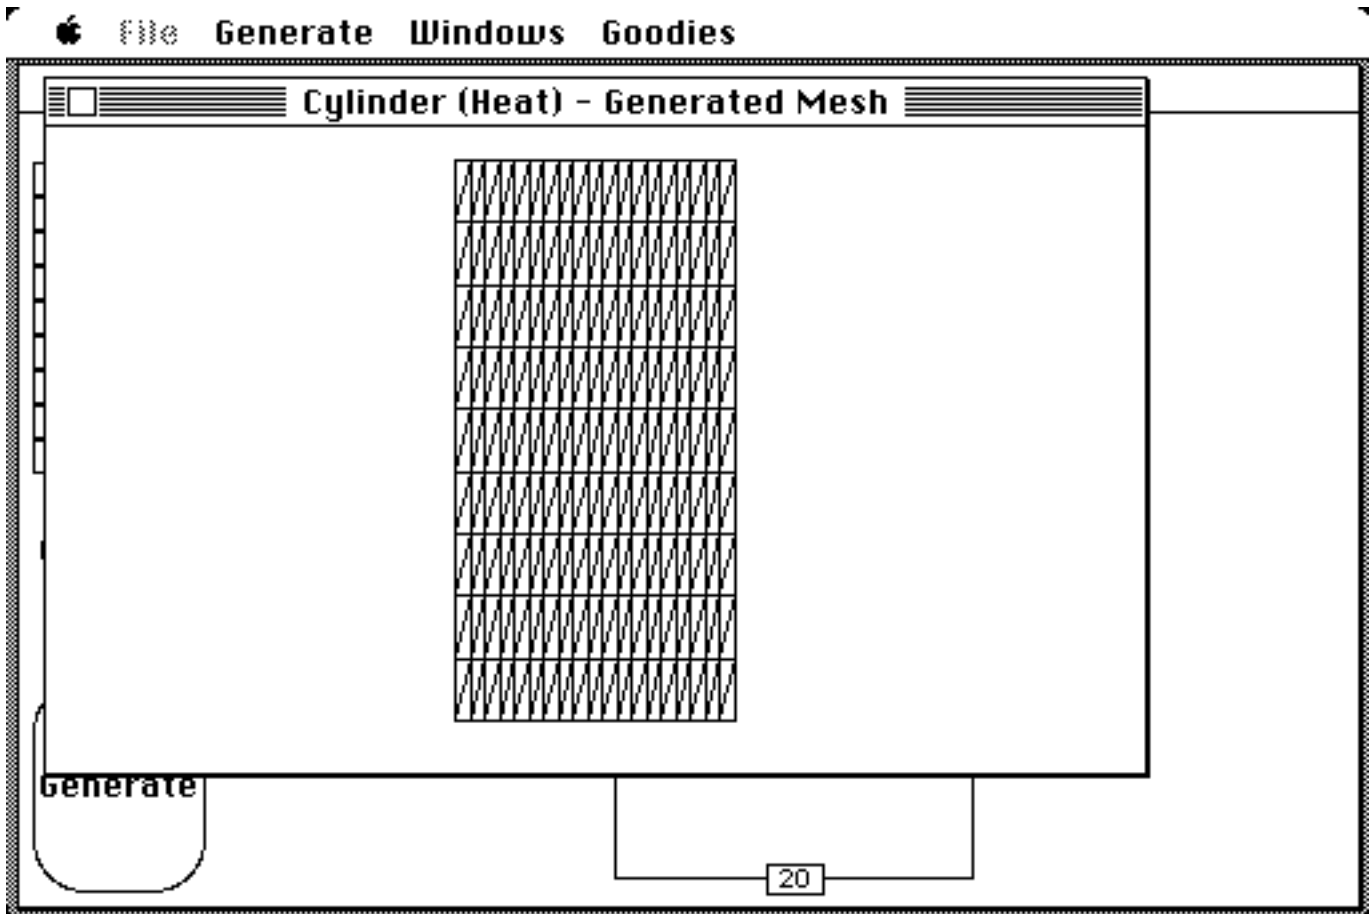 File Generate Windows Goodies
Cylinder (Heat) - Generated Mesh
Generate
20